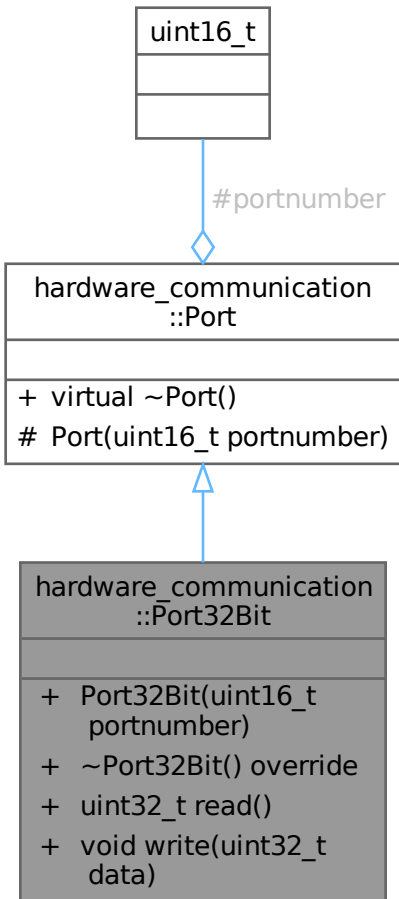 uint16_t
#portnumber
hardware_communication
::Port
+ virtual ~Port()
# Port(uint16_t portnumber)
hardware_communication
::Port32Bit
+ Port32Bit(uint16_t
portnumber)
+ ~Port32Bit() override
+ uint32_t read()
+ void write(uint32_t
data)